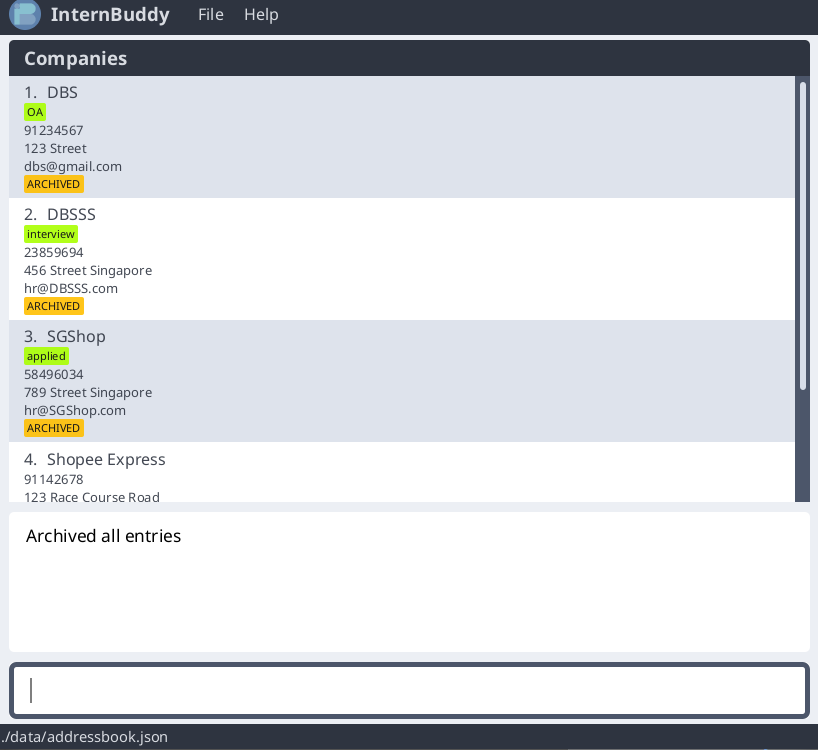 InternBuddy File Help
Companies
1. DBS
OA
91234567
123 Street
dbs@gmail.com
ARCHIVED
2. DBSSS
interview
23859694
456 Street Singapore
hr@DBSSS.com
ARCHIVED
3. SGShop
applied
58496034
789 Street Singapore
hr@SGShop.com
ARCHIVED
4. Shopee Express
91142678
123 Race Course Road
Archived all entries
./data/addressbook.json